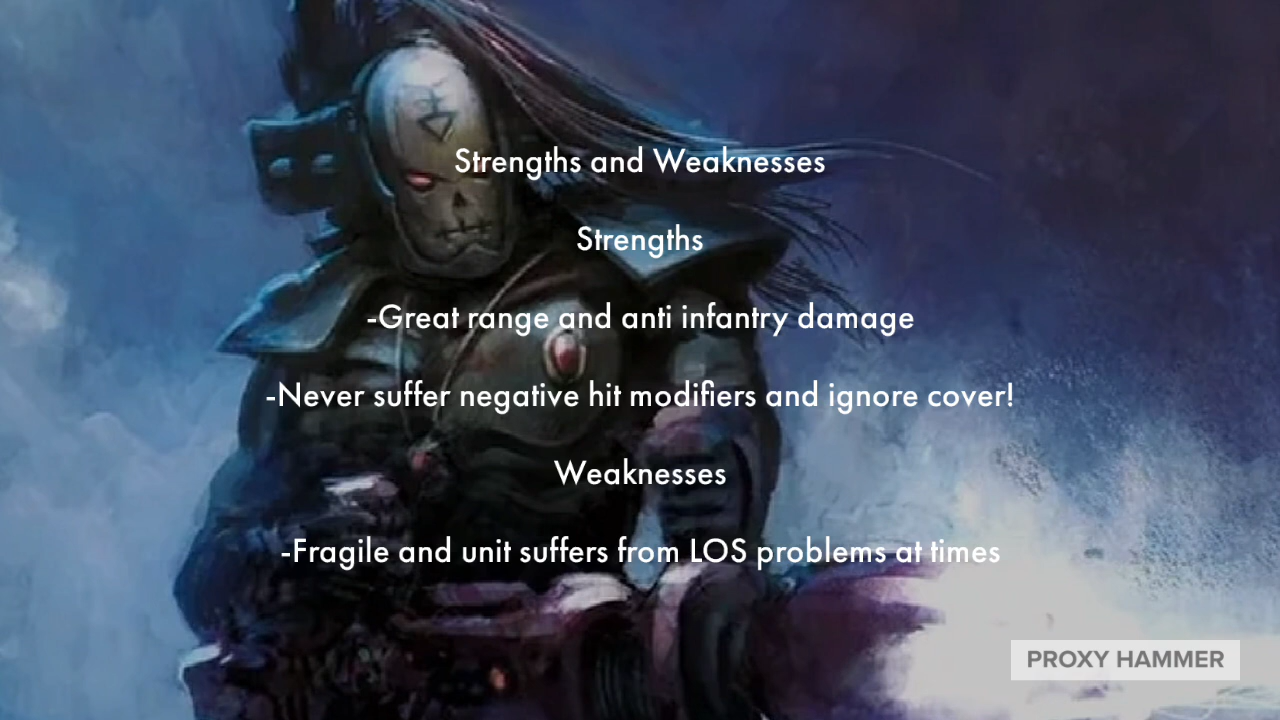 Strengths and Weaknesses
Strengths
-Great range and anti infantry damage
-Never suffer negative hit modifiers and ignore cover!
Weaknesses
-Fragile and unit suffers from LOS problems at times
PROXY HAMMER